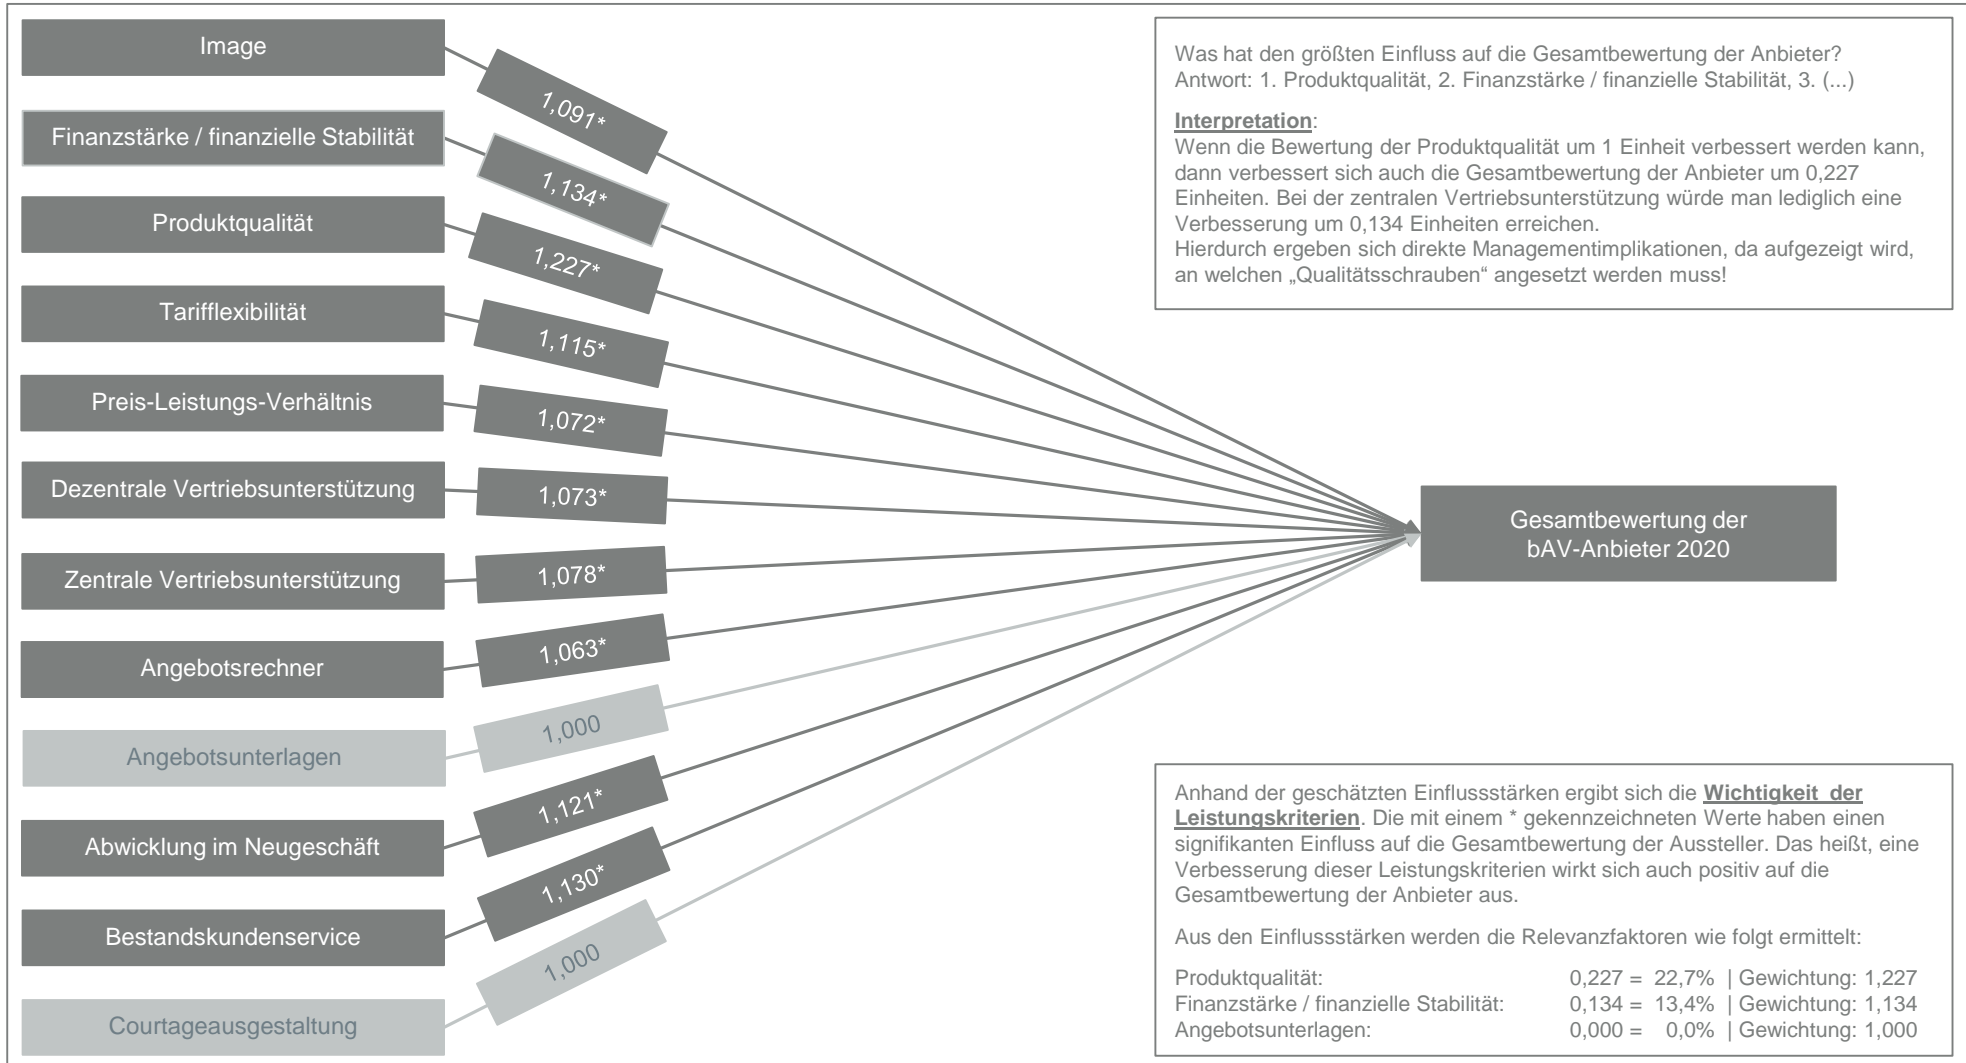 Image
1,091*
Finanzstärke / finanzielle Stabilität
1,134*
Produktqualität
1,227*
Tarifflexibilität
1,115*
Preis-Leistungs-Verhältnis
1,072*
Dezentrale Vertriebsunterstützung
1,073*
Zentrale Vertriebsunterstützung
1,078*
Angebotsrechner
1,063*
Angebotsunterlagen
1,000
Abwicklung im Neugeschäft
1,121*
Bestandskundenservice
1,130*
Courtageausgestaltung
1,000
Gesamtbewertung der
bAV-Anbieter 2020
Was hat den größten Einfluss auf die Gesamtbewertung der Anbieter?
Antwort: 1. Produktqualität, 2. Finanzstärke / finanzielle Stabilität, 3. (...)
Interpretation:
Wenn die Bewertung der Produktqualität um 1 Einheit verbessert werden kann,
dann verbessert sich auch die Gesamtbewertung der Anbieter um 0,227
Einheiten. Bei der zentralen Vertriebsunterstützung würde man lediglich eine
Verbesserung um 0,134 Einheiten erreichen.
Hierdurch ergeben sich direkte Managementimplikationen, da aufgezeigt wird,
an welchen „Qualitätsschrauben“ angesetzt werden muss!
Anhand der geschätzten Einflussstärken ergibt sich die Wichtigkeit der
Leistungskriterien. Die mit einem * gekennzeichneten Werte haben einen
signifikanten Einfluss auf die Gesamtbewertung der Aussteller. Das heißt, eine
Verbesserung dieser Leistungskriterien wirkt sich auch positiv auf die
Gesamtbewertung der Anbieter aus.
Aus den Einflussstärken werden die Relevanzfaktoren wie folgt ermittelt:
Produktqualität: 0,227 = 22,7% | Gewichtung: 1,227
Finanzstärke / finanzielle Stabilität: 0,134 = 13,4% | Gewichtung: 1,134
Angebotsunterlagen: 0,000 = 0,0% | Gewichtung: 1,000